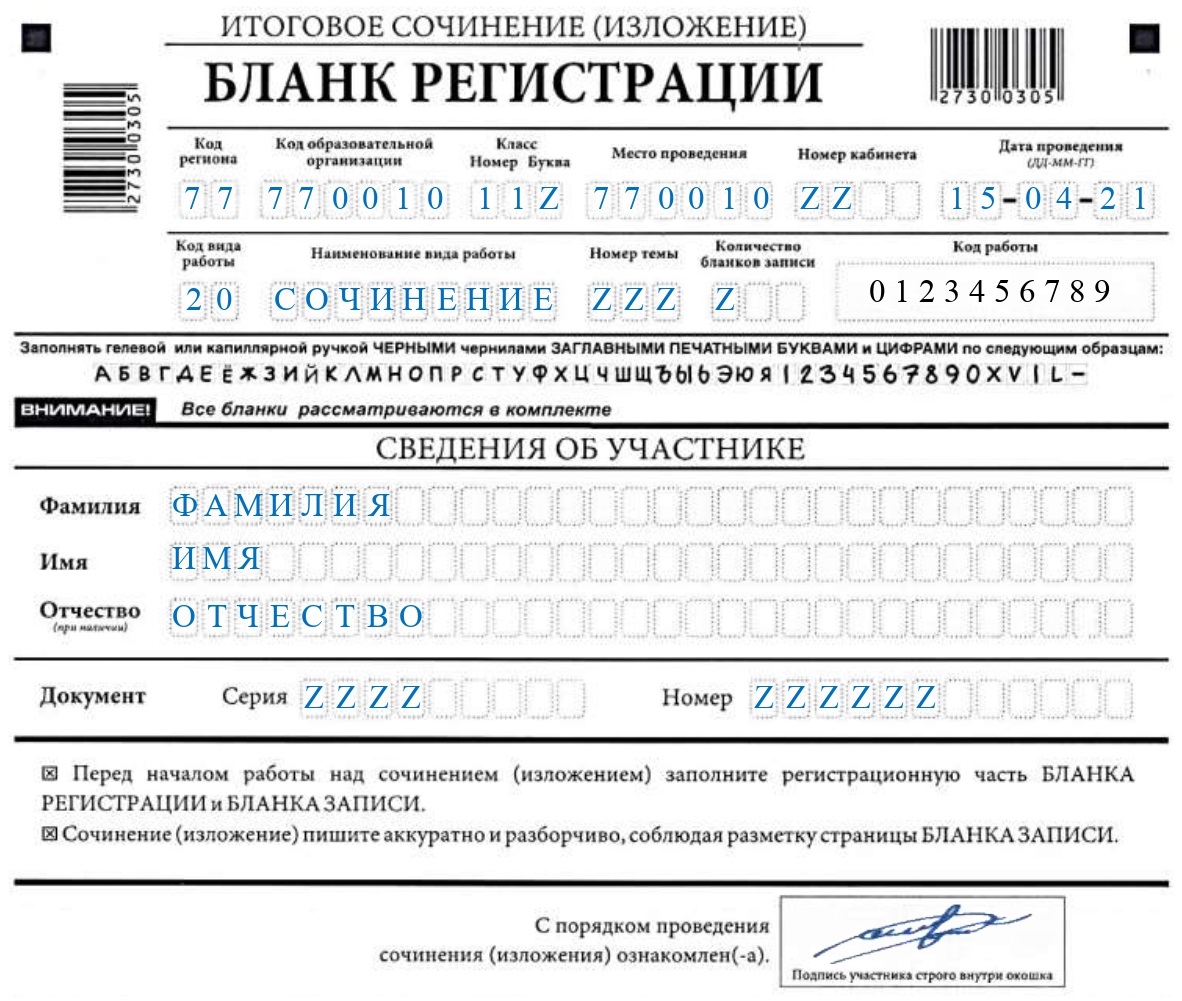 ИТОГОВОЕ СОЧИНЕНИЕ (ИЗЛОЖЕНИЕ)
БЛАНК РЕГИСТРАЦИИ
2730 0305
2730 0305
Код региона
Код образовательной организации
Класс
Номер Буква
Место проведения
Номер кабинета
Дата проведения
(ДД-ММ-ГГ)
77 770010 11Z 770010 ZZ 15-04-21
Код вида работы
Наименование вида работы
Номер темы
Количество бланков записи
Код работы
20 СОЧИНЕНИЕ ZZZ Z 0123456789
Заполнять гелевой или капиллярной ручкой ЧЕРНЫМИ чернилами ЗАГЛАВНЫМИ ПЕЧАТНЫМИ БУКВАМИ и ЦИФРАМИ по следующим образцам:
АБВГДЕЁЖЗИЙКЛМНОПРСТУФХЦЧШЩЪЫЬЭЮЯ1234567890XVIL-
ВНИМАНИЕ! Все бланки рассматриваются в комплекте
СВЕДЕНИЯ ОБ УЧАСТНИКЕ
Фамилия ФАМИЛИЯ
Имя ИМЯ
Отчество ОТЧЕСТВО
(при наличии)
Документ Серия ZZZZ Номер ZZZZZZ
☒ Перед началом работы над сочинением (изложением) заполните регистрационную часть БЛАНКА
РЕГИСТРАЦИИ и БЛАНКА ЗАПИСИ.
☒ Сочинение (изложение) пишите аккуратно и разборчиво, соблюдая разметку страницы БЛАНКА ЗАПИСИ.
С порядком проведения
сочинения (изложения) ознакомлен(-а).
Подпись участника строго внутри окошка